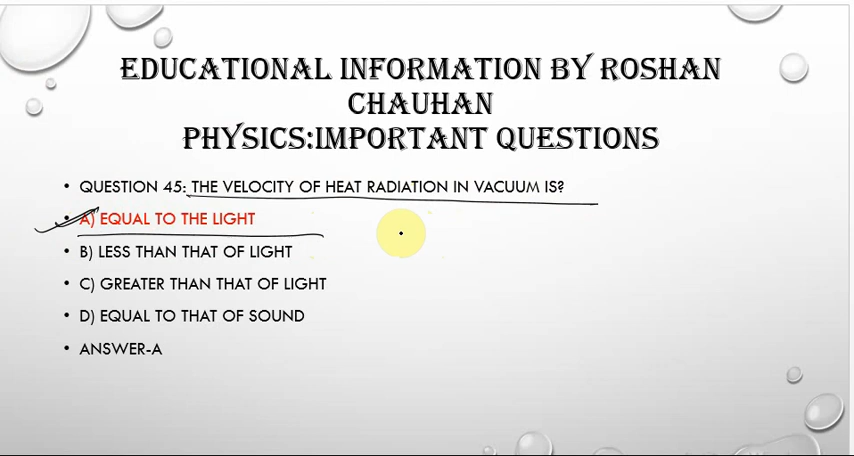 EDUCATIONAL INFORMATION BY ROSHAN
CHAUHAN
PHYSICS:IMPORTANT QUESTIONS
• QUESTION 45: THE VELOCITY OF HEAT RADIATION IN VACUUM IS?
• A) EQUAL TO THE LIGHT
• B) LESS THAN THAT OF LIGHT
• C) GREATER THAN THAT OF LIGHT
• D) EQUAL TO THAT OF SOUND
• ANSWER-A